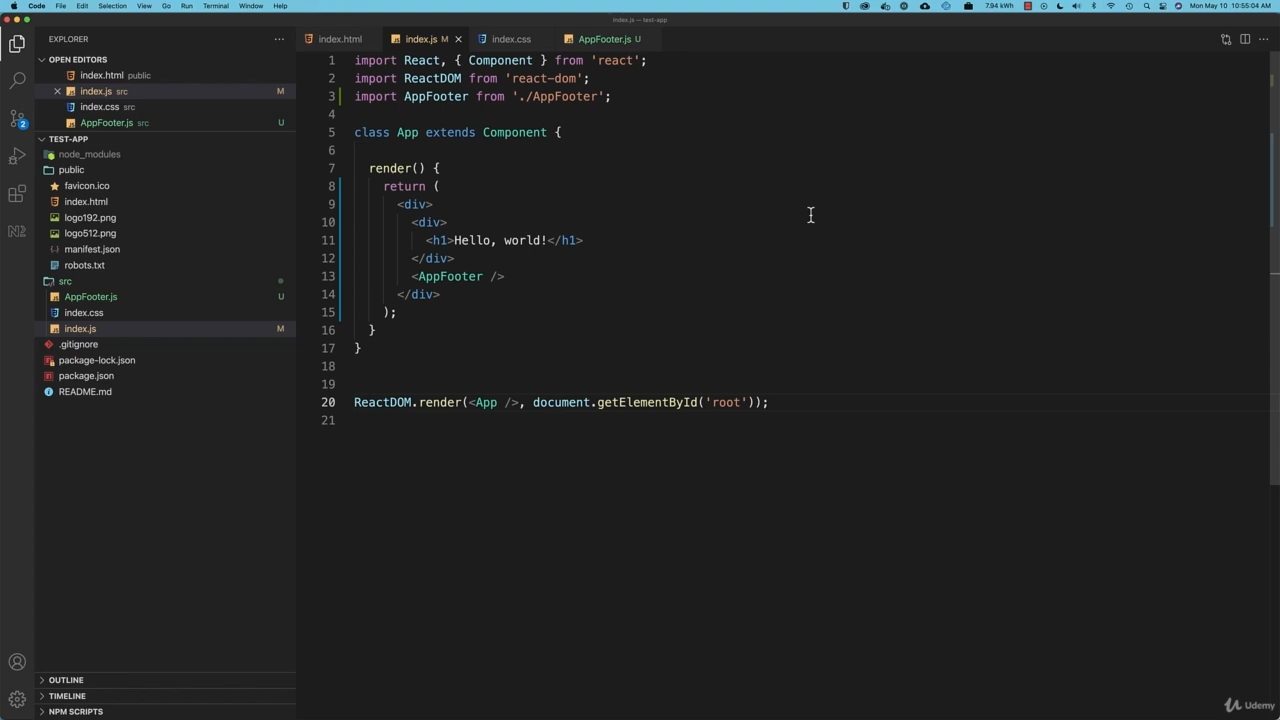 Code File Edit Selection View Go Run Terminal Window Help 7.94 kWh Mon May 10 10:55:04 AM
index.js — test-app
EXPLORER
index.html
index.js M
index.css
AppFooter.js U
OPEN EDITORS
index.html public
index.js src M
index.css src
AppFooter.js src U
TEST-APP
node_modules
public
favicon.ico
index.html
logo192.png
logo512.png
manifest.json
robots.txt
src
AppFooter.js U
index.css
index.js M
.gitignore
package-lock.json
package.json
README.md
OUTLINE
TIMELINE
NPM SCRIPTS
2
N2
1 import React, { Component } from 'react';
2 import ReactDOM from 'react-dom';
3 import AppFooter from './AppFooter';
4
5 class App extends Component {
6
7 render() {
8 return (
9 <div>
10 <div>
11 <h1>Hello, world!</h1>
12 </div>
13 <AppFooter />
14 </div>
15 );
16 }
17 }
18
19
20 ReactDOM.render(<App />, document.getElementById('root'));
21
Udemy